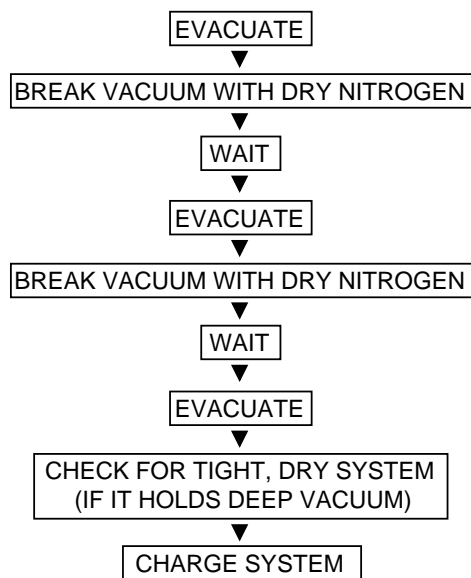 EVACUATE
BREAK VACUUM WITH DRY NITROGEN
WAIT
EVACUATE
BREAK VACUUM WITH DRY NITROGEN
WAIT
EVACUATE
CHECK FOR TIGHT, DRY SYSTEM
(IF IT HOLDS DEEP VACUUM)
CHARGE SYSTEM